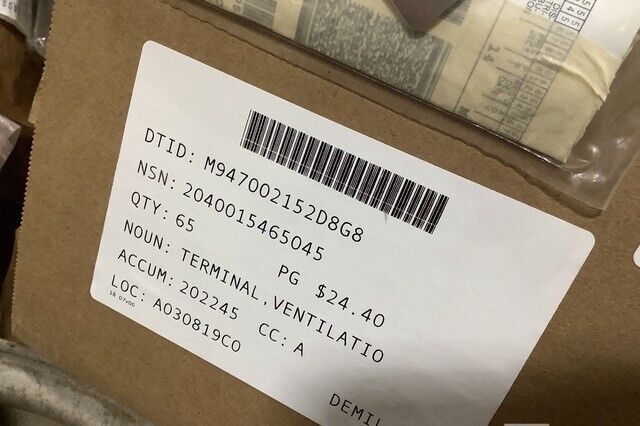 DTID: M947002152D8G8
NSN: 2040015465045
QTY: 65 PG $24.40
NOUN: TERMINAL,VENTILATIO
ACCUM: 202245 CC: A
LOC: A030819C0
DEMIL